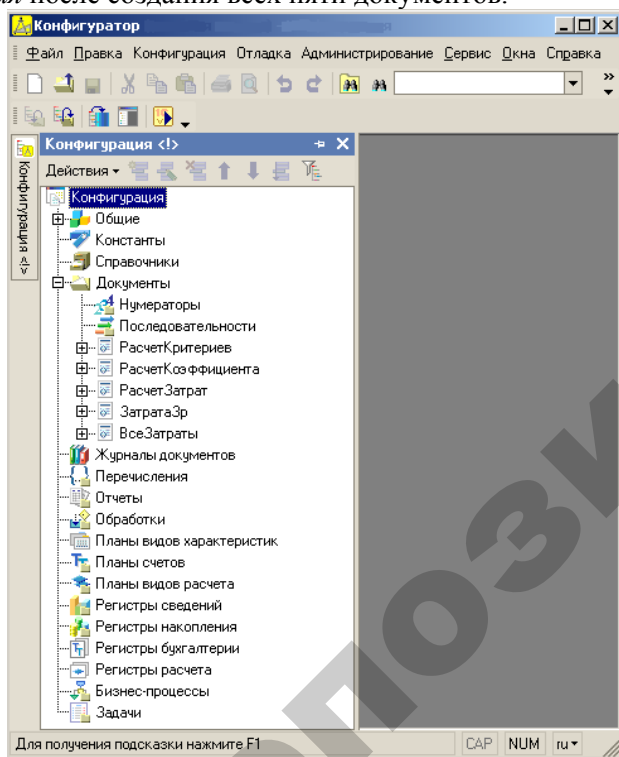 после создания всех пяти документов.
Конфигуратор
Файл Правка Конфигурация Отладка Администрирование Сервис Окна Справка
Конфигурация <!>
Конфигурация <!>
Действия
Конфигурация
Общие
Константы
Справочники
Документы
Нумераторы
Последовательности
РасчетКритериев
РасчетКоэффициента
РасчетЗатрат
ЗатратаЗр
ВсеЗатраты
Журналы документов
Перечисления
Отчеты
Обработки
Планы видов характеристик
Планы счетов
Планы видов расчета
Регистры сведений
Регистры накопления
Регистры бухгалтерии
Регистры расчета
Бизнес-процессы
Задачи
Для получения подсказки нажмите F1 CAP NUM ru